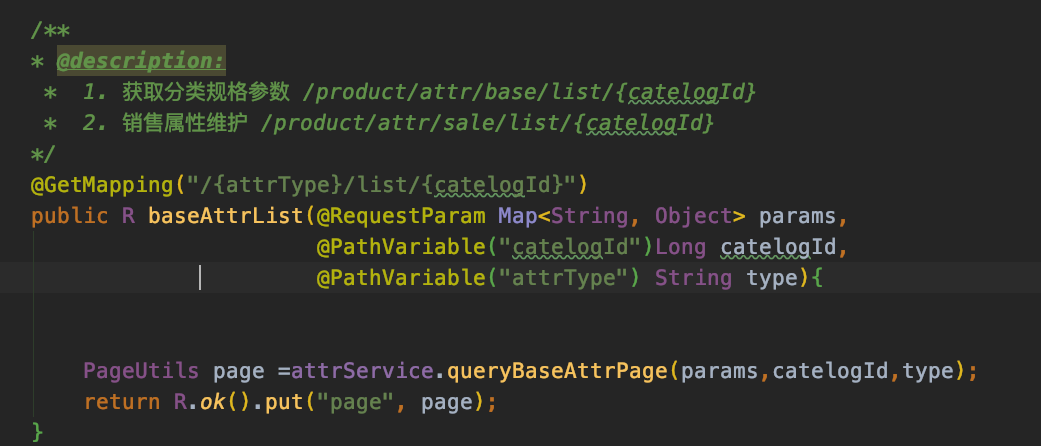 /**
* @description:
*  1. 获取分类规格参数 /product/attr/base/list/{catelogId}
*  2. 销售属性维护 /product/attr/sale/list/{catelogId}
*/
@GetMapping("/{attrType}/list/{catelogId}")
public R baseAttrList(@RequestParam Map<String, Object> params,
@PathVariable("catelogId")Long catelogId,
@PathVariable("attrType") String type){
PageUtils page =attrService.queryBaseAttrPage(params,catelogId,type);
return R.ok().put("page", page);
}